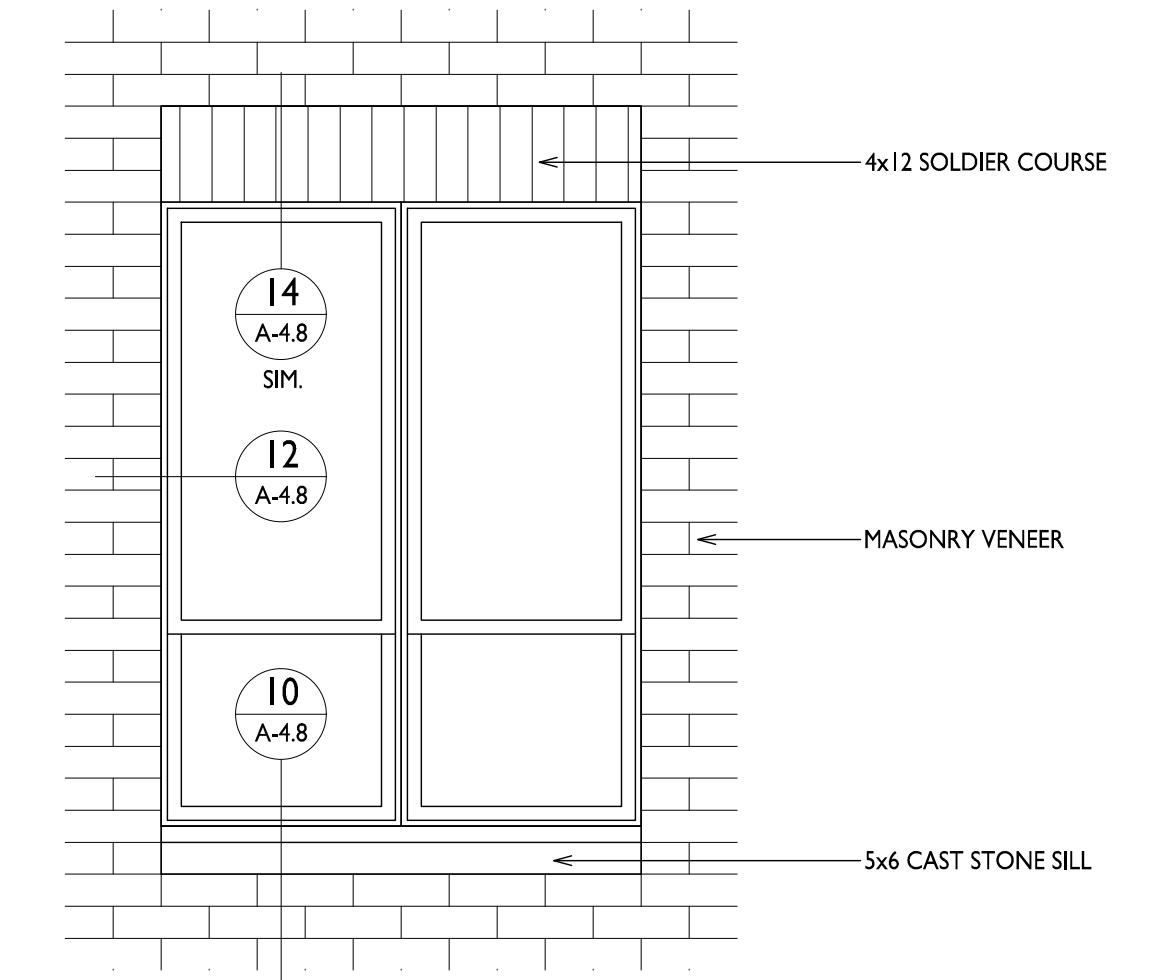 4x12 SOLDIER COURSE
14
A-4.8
SIM.
12
A-4.8
MASONRY VENEER
10
A-4.8
5x6 CAST STONE SILL